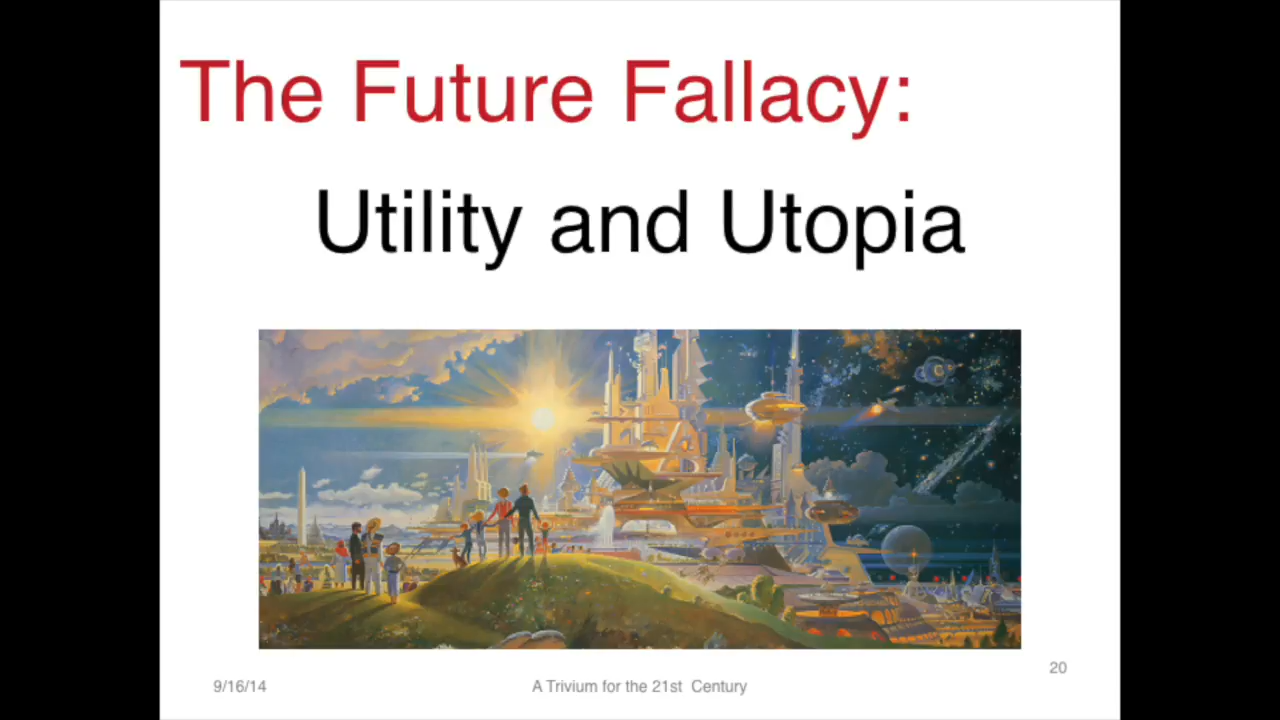 The Future Fallacy:
Utility and Utopia
20
9/16/14
A Trivium for the 21st Century